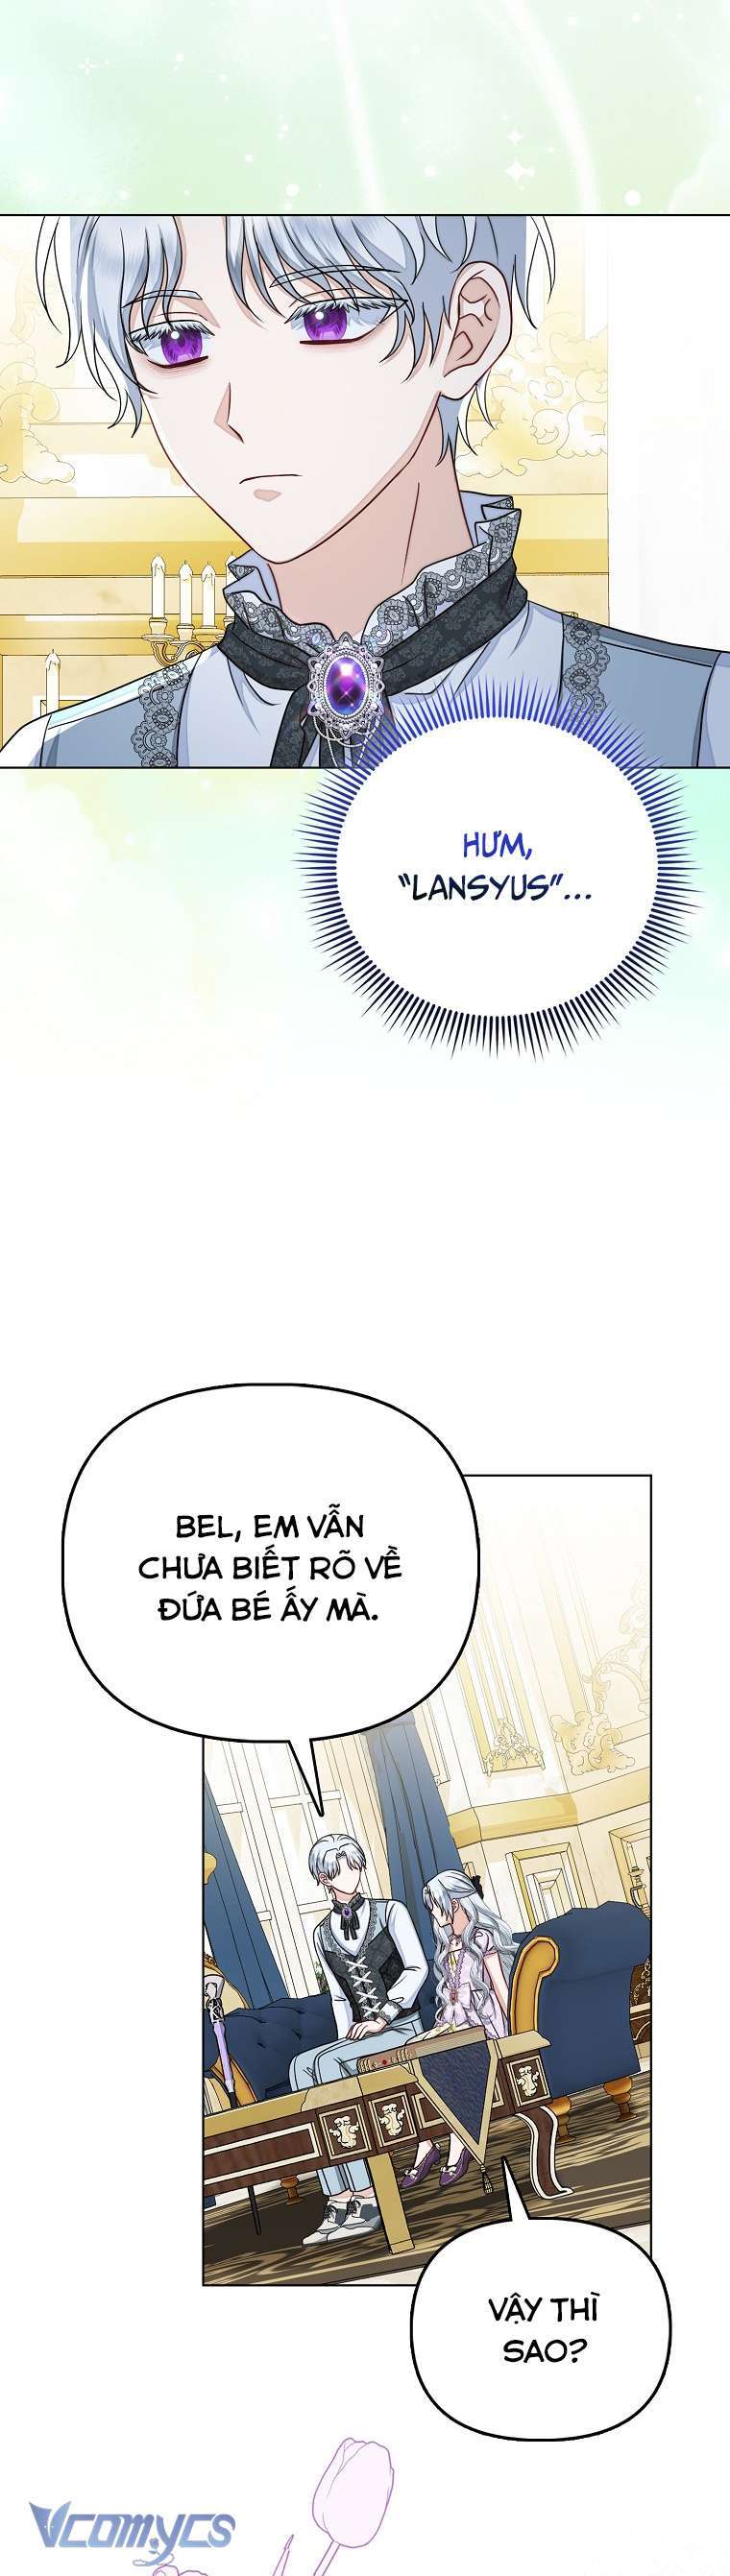 HƯM,
“LANSYUS”...
BEL, EM VẪN
CHƯA BIẾT RÕ VỀ
ĐỨA BÉ ẤY MÀ.
VẬY THÌ
SAO?
Vcomycs